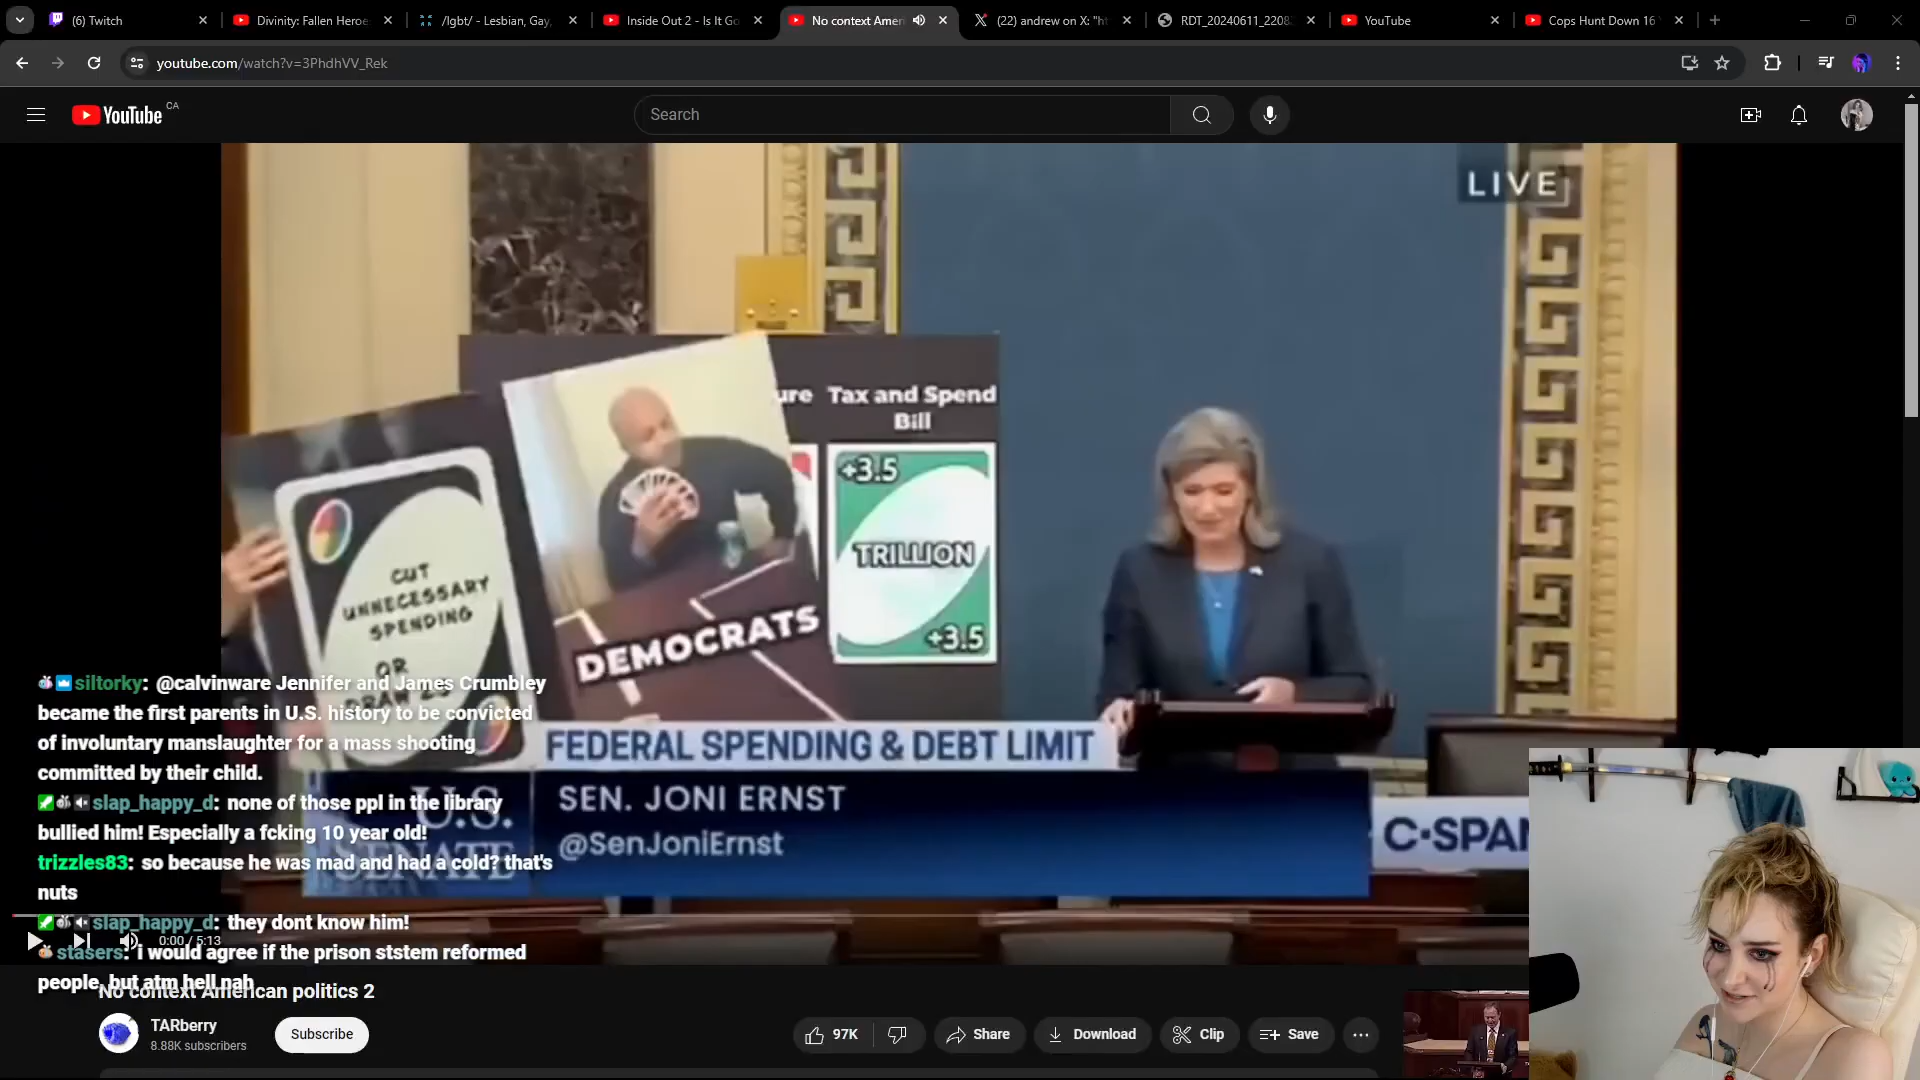 (6) Twitch
Divinity: Fallen Heroe
/lgbt/ - Lesbian, Gay,
Inside Out 2 - Is It Go
No context Ameri
(22) andrew on X: "ht
RDT_20240611_2208
YouTube
Cops Hunt Down 16
youtube.com/watch?v=3PhdhVV_Rek
YouTube CA
Search
LIVE
ure Tax and Spend
Bill
+3.5
TRILLION
+3.5
CUT
UNNECESSARY
SPENDING
OR
DEMOCRATS
FEDERAL SPENDING & DEBT LIMIT
U.S.
SENATE
SEN. JONI ERNST
@SenJoniErnst
C-SPAN
siltorky: @calvinware Jennifer and James Crumbley
became the first parents in U.S. history to be convicted
of involuntary manslaughter for a mass shooting
committed by their child.
slap_happy_d: none of those ppl in the library
bullied him! Especially a fcking 10 year old!
trizzles83: so because he was mad and had a cold? that's
nuts
slap_happy_d: they dont know him!
0:00 / 5:13
stasers: i would agree if the prison ststem reformed
people, but atm hell nah
No context American politics 2
TARberry
8.88K subscribers
Subscribe
97K
Share
Download
Clip
Save